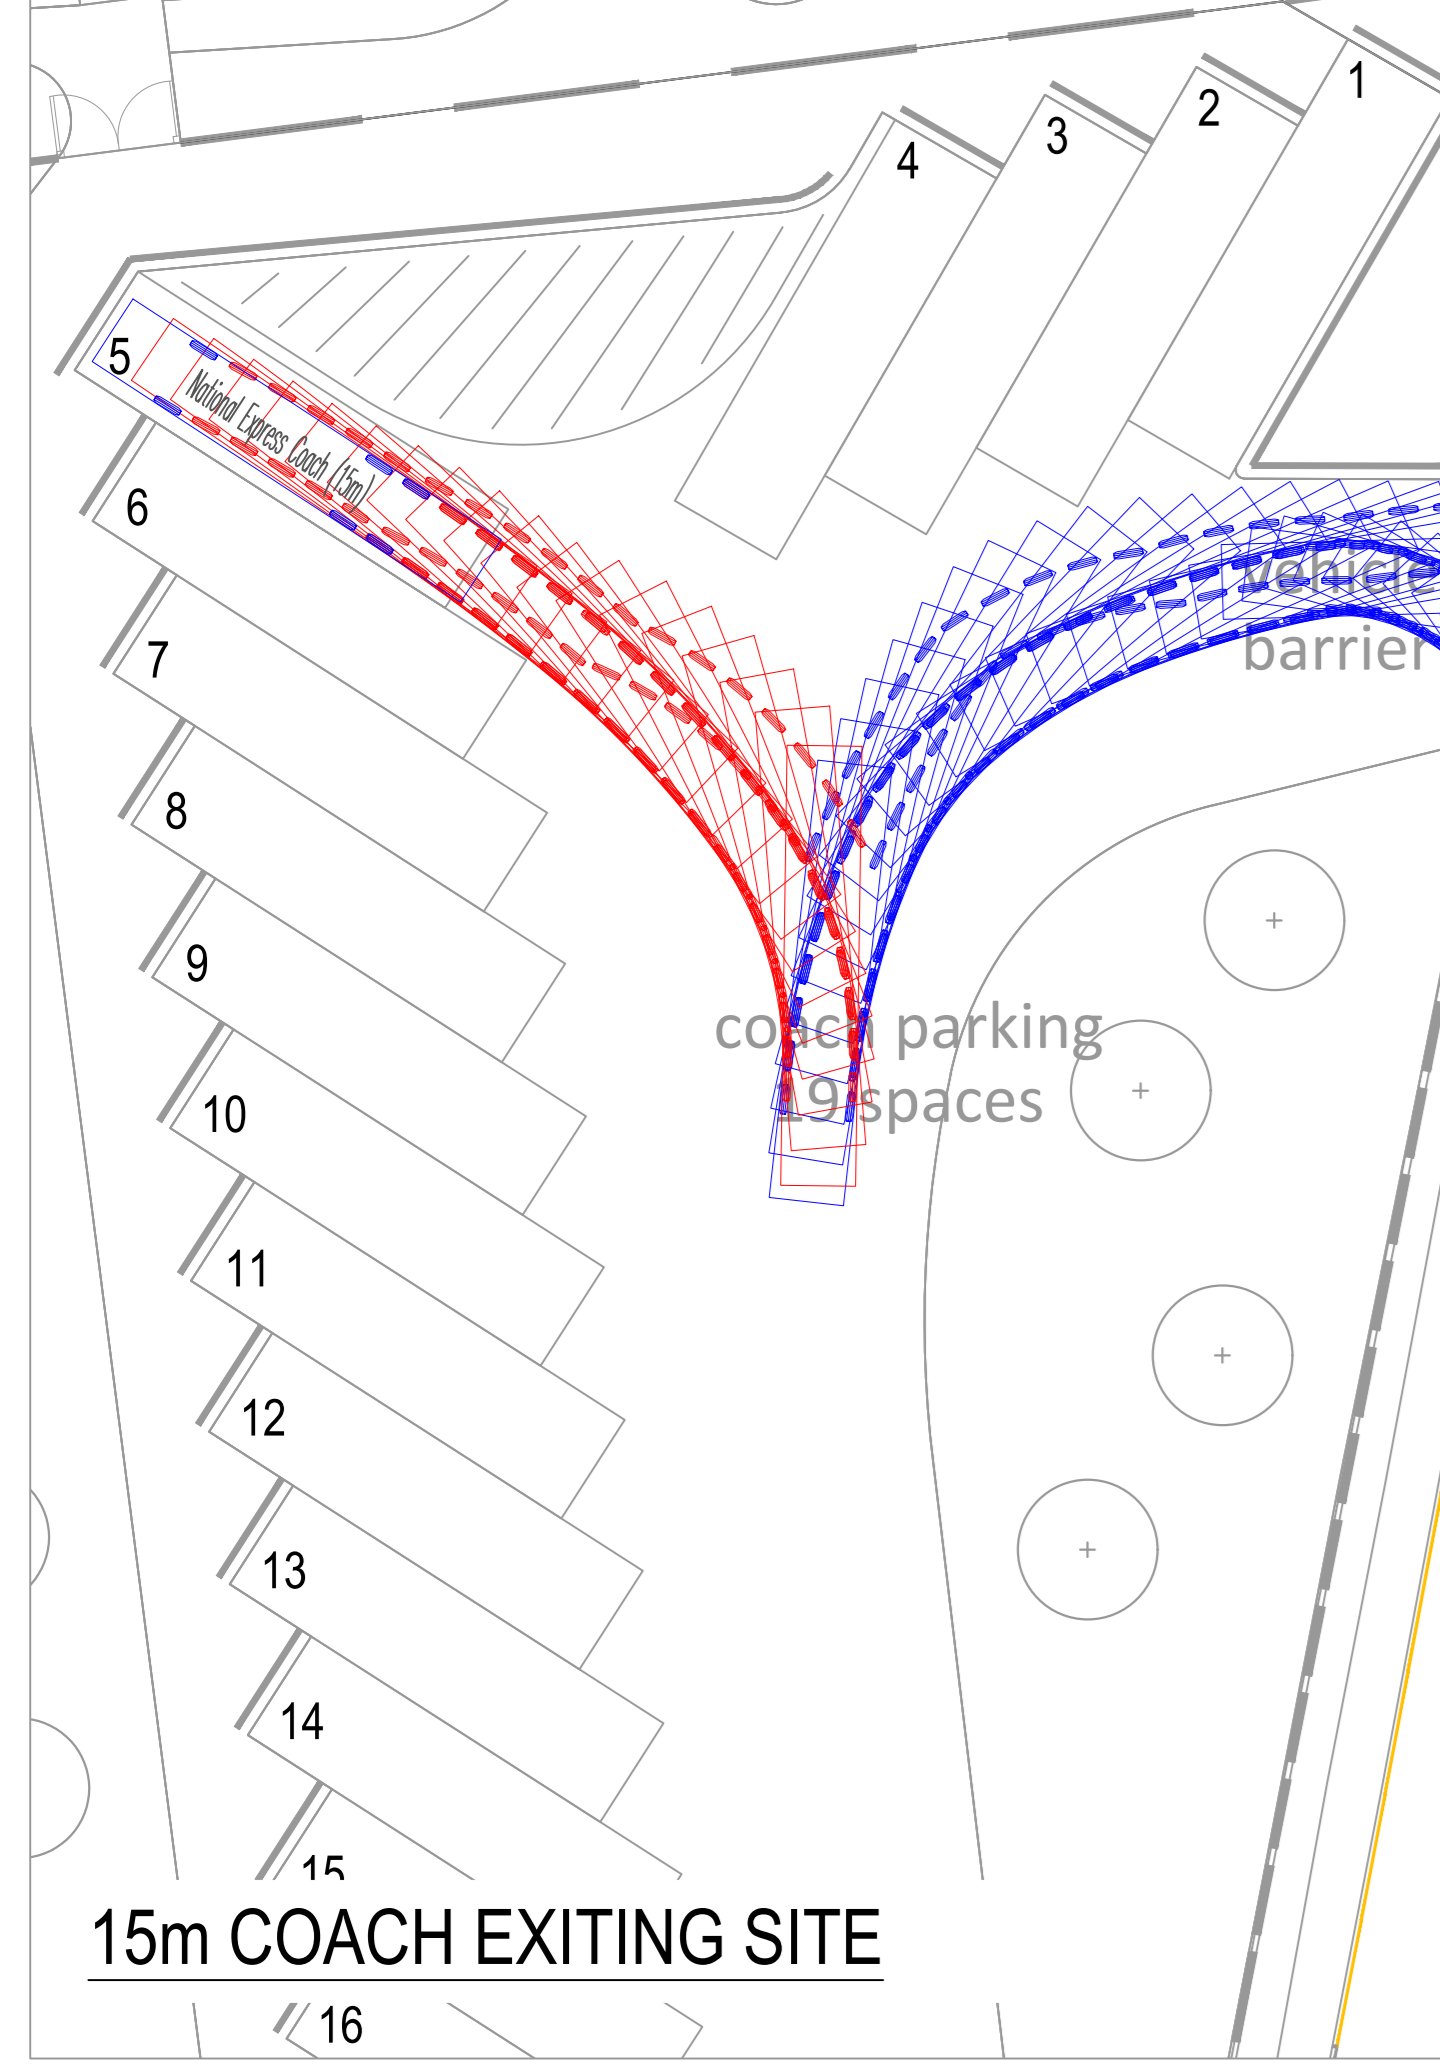 1
2
3
4
5
National Express Coach (15m)
6
vehicle
barrier
7
8
9
coach parking
19 spaces
10
11
12
13
14
15
15m COACH EXITING SITE
16